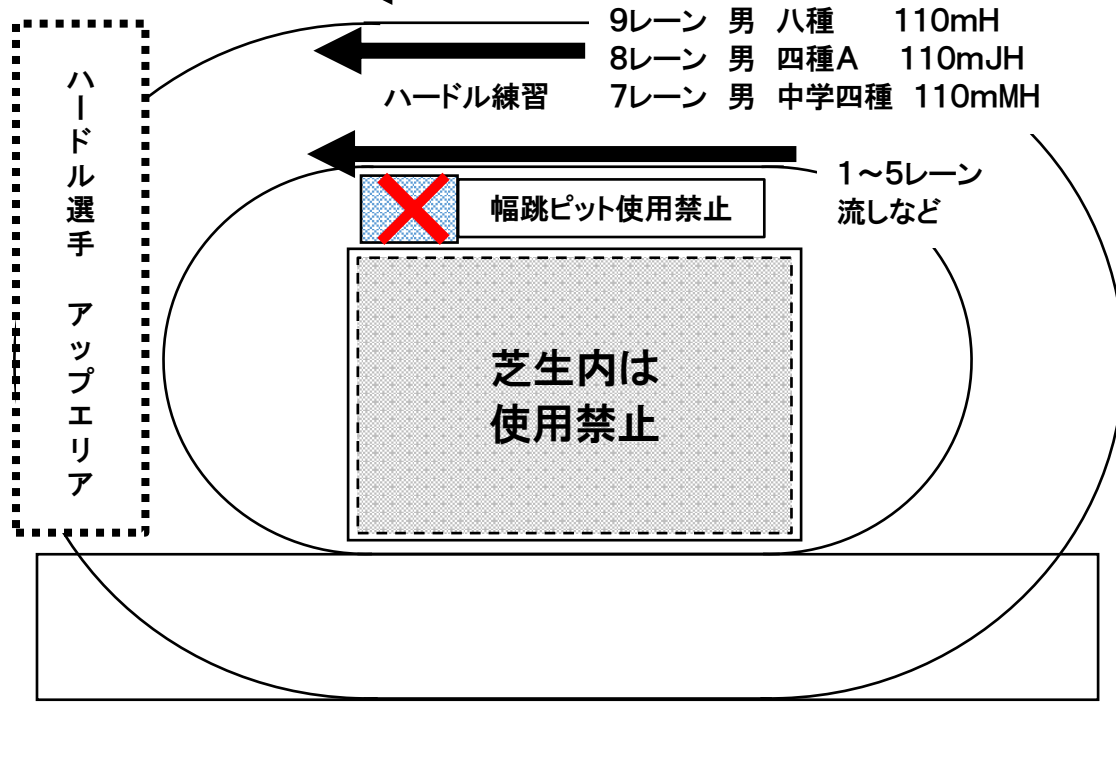 9レーン 男 八種 110mH
8レーン 男 四種A 110mJH
ハードル練習 7レーン 男 中学四種 110mMH
ハードル選手 アップエリア
1~5レーン
流しなど
幅跳ピット使用禁止
芝生内は
使用禁止